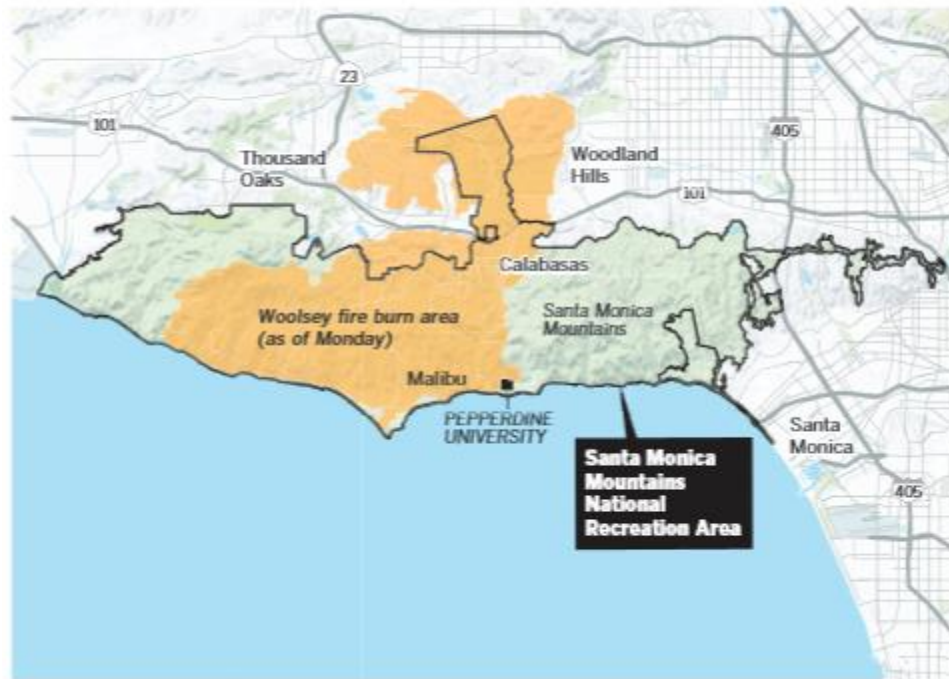 23
101
405
Thousand
Oaks
Woodland
Hills
101
Calabasas
Woolsey fire burn area
(as of Monday)
Santa Monica
Mountains
Malibu
PEPPERDINE
UNIVERSITY
Santa
Monica
Santa Monica
Mountains
National
Recreation Area
405